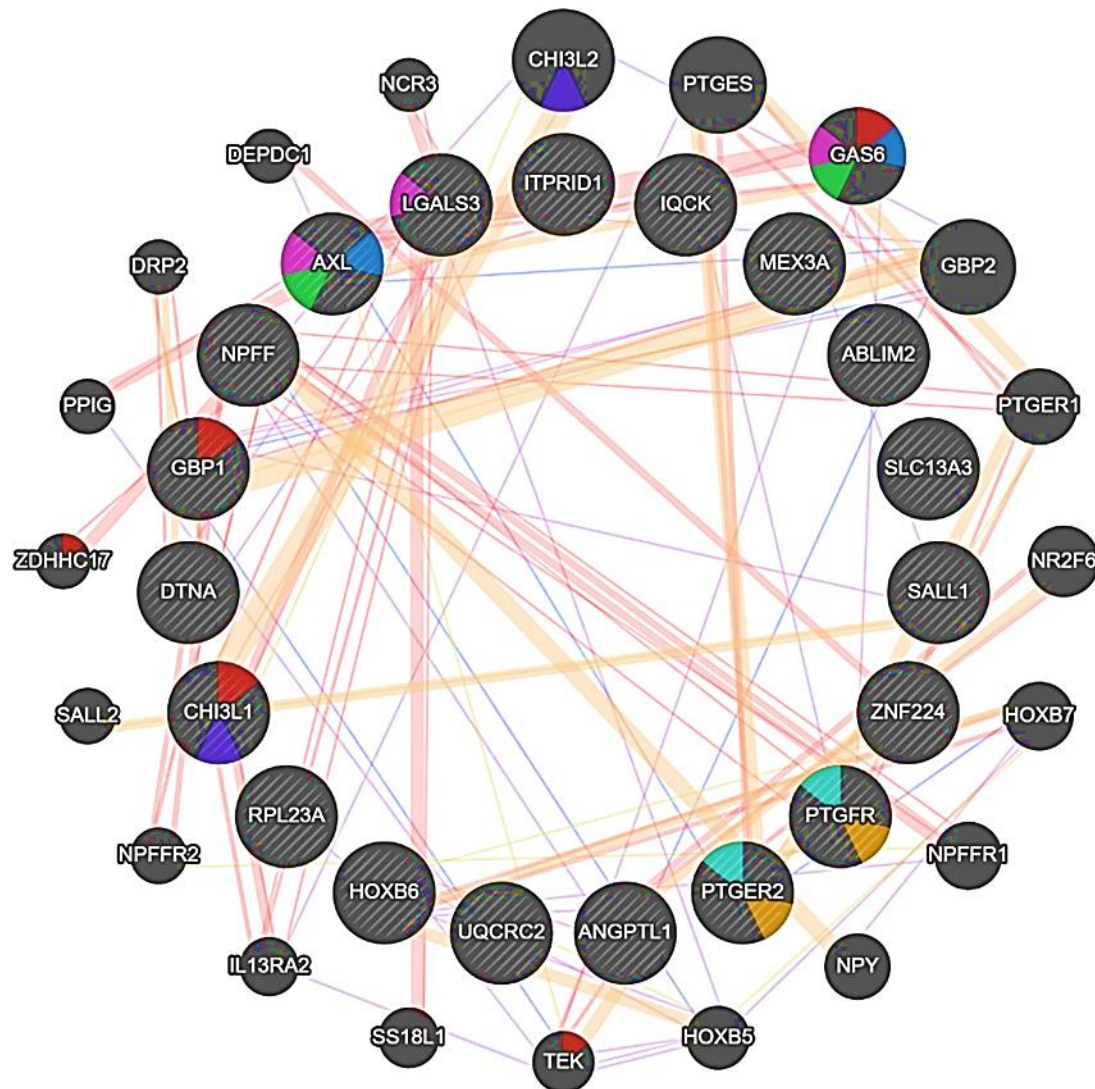 CHI3L2
PTGES
NCR3
GAS6
DEPDC1
ITPRID1
LGALS3
IQCK
DRP2
AXL
MEX3A
GBP2
NPFF
ABLIM2
PPIG
PTGER1
GBP1
SLC13A3
ZDHHC17
NR2F6
DTNA
SALL1
SALL2
CHI3L1
ZNF224
HOXB7
RPL23A
PTGFR
NPFFR2
NPFFR1
HOXB6
PTGER2
UQCRC2
ANGPTL1
IL13RA2
NPY
SS18L1
HOXB5
TEK